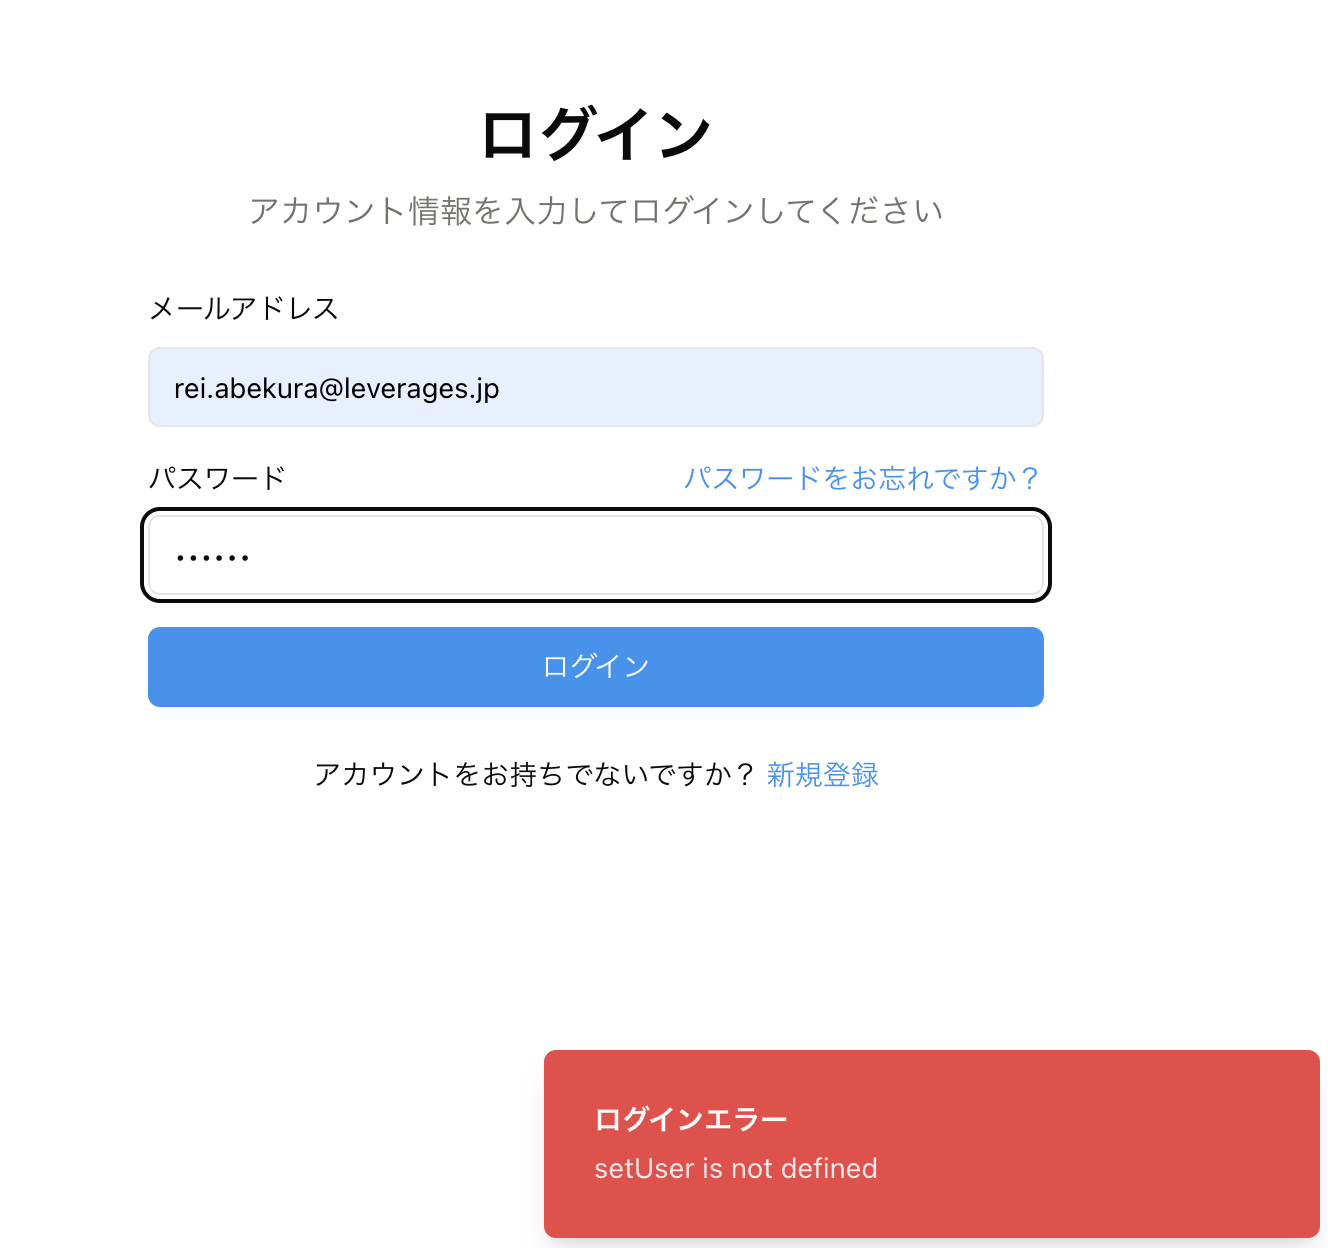 ログイン
アカウント情報を入力してログインしてください
メールアドレス
rei.abekura@leverages.jp
パスワード パスワードをお忘れですか？
••••••
ログイン
アカウントをお持ちでないですか？ 新規登録
ログインエラー
setUser is not defined